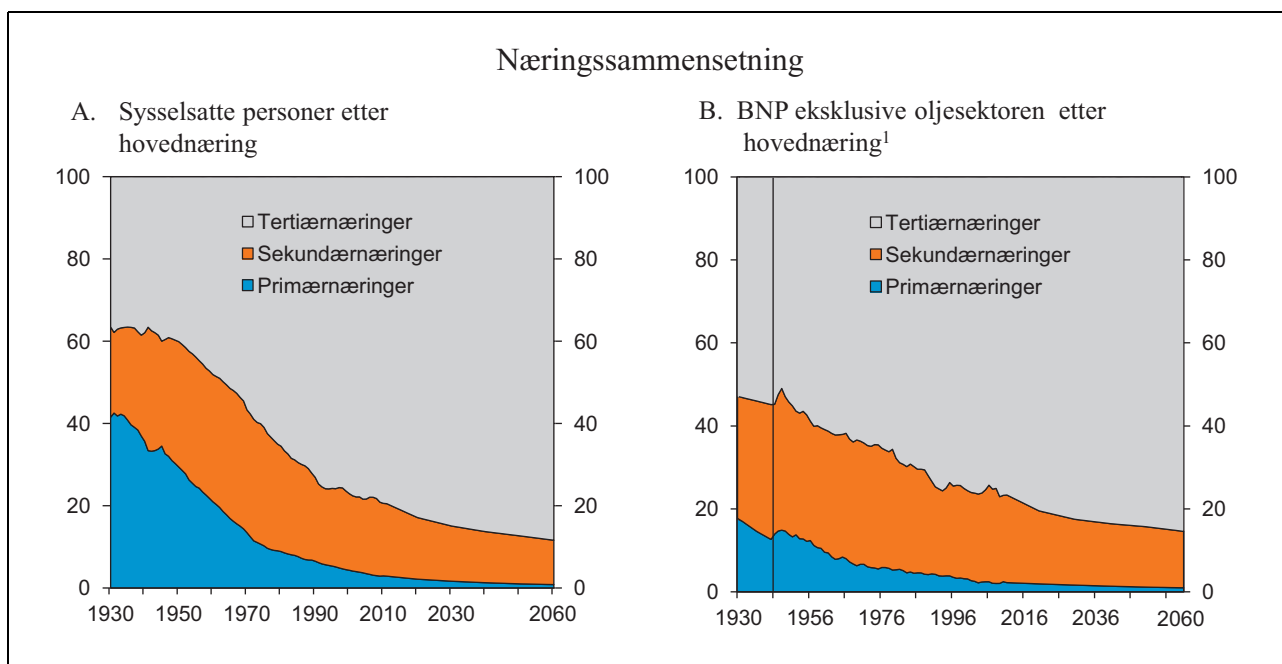 Næringssammensetning
A. Sysselsatte personer etter
hovednæring
100
80
60
40
20
0
100
80
60
40
20
0
Tertiærnæringer
Sekundærnæringer
Primærnæringer
1930 1950 1970 1990 2010 2030 2060
B. BNP eksklusive oljesektoren etter
hovednæring¹
100
80
60
40
20
0
100
80
60
40
20
0
Tertiærnæringer
Sekundærnæringer
Primærnæringer
1930 1956 1976 1996 2016 2036 2060